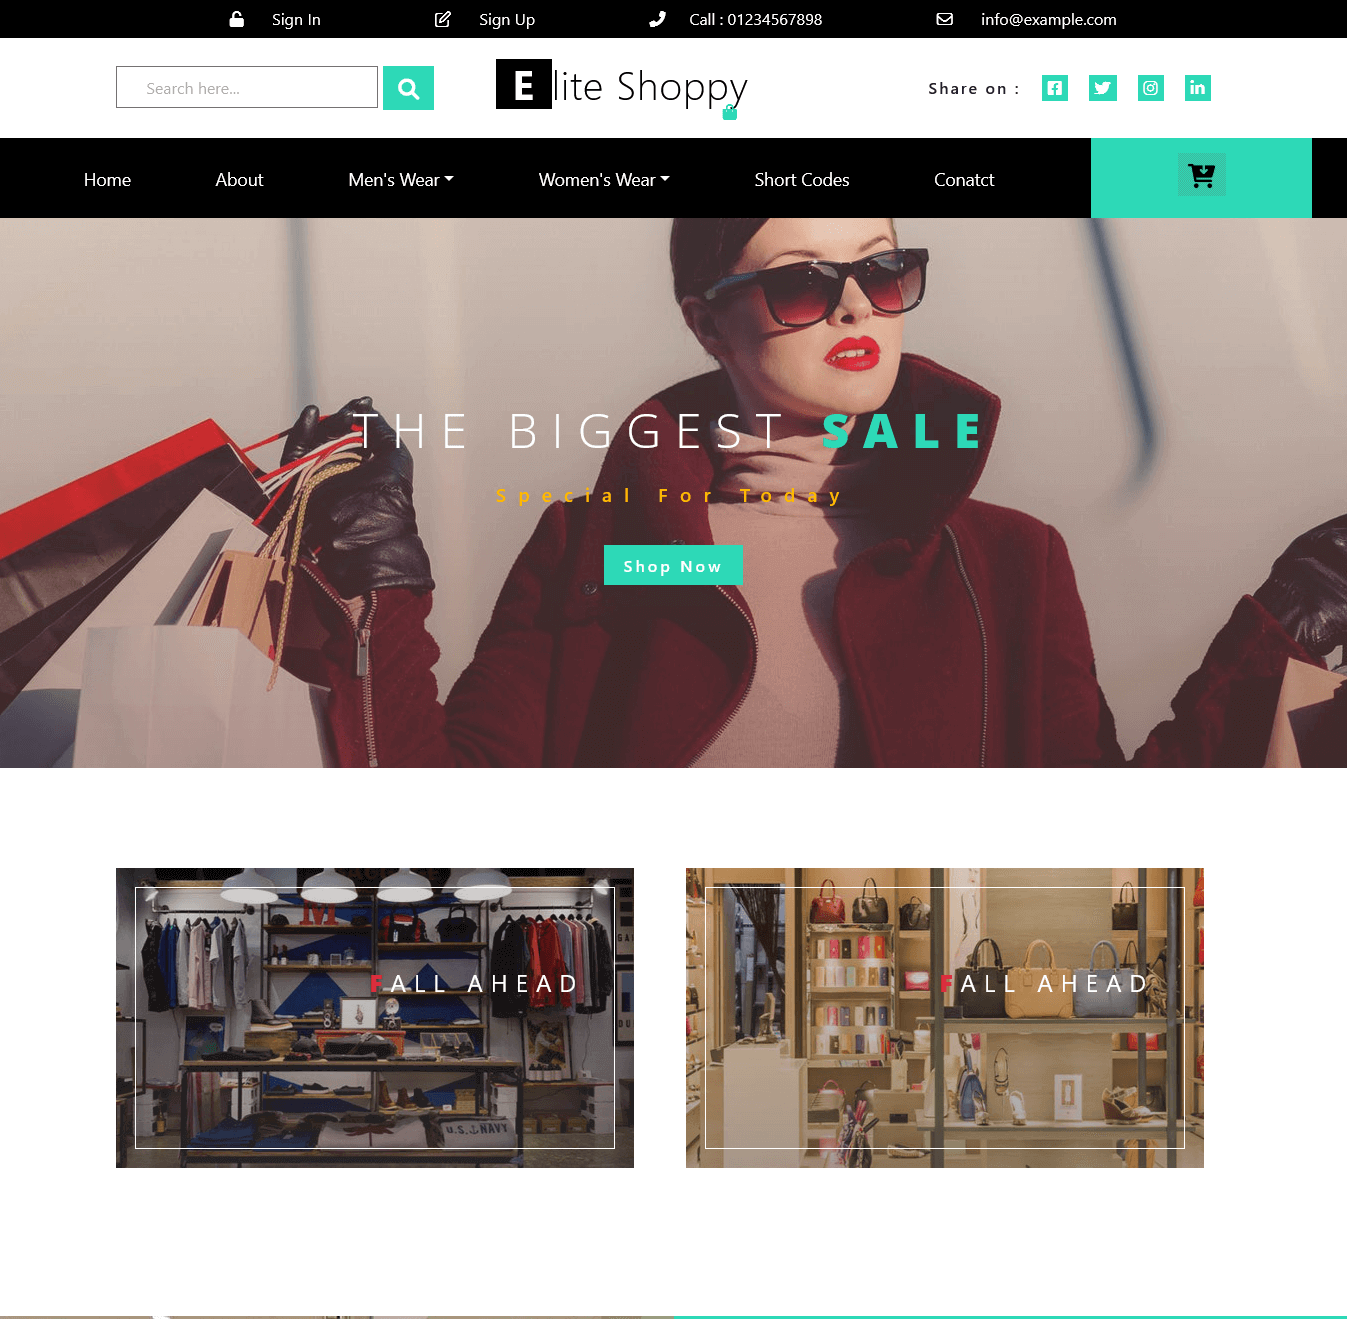 Sign In
Sign Up
Call : 01234567898
info@example.com
Search here...
Elite Shoppy
Share on :
Home
About
Men's Wear
Women's Wear
Short Codes
Conatct
THE BIGGEST SALE
Special For Today
Shop Now
FALL AHEAD
U.S. NAVY
FALL AHEAD